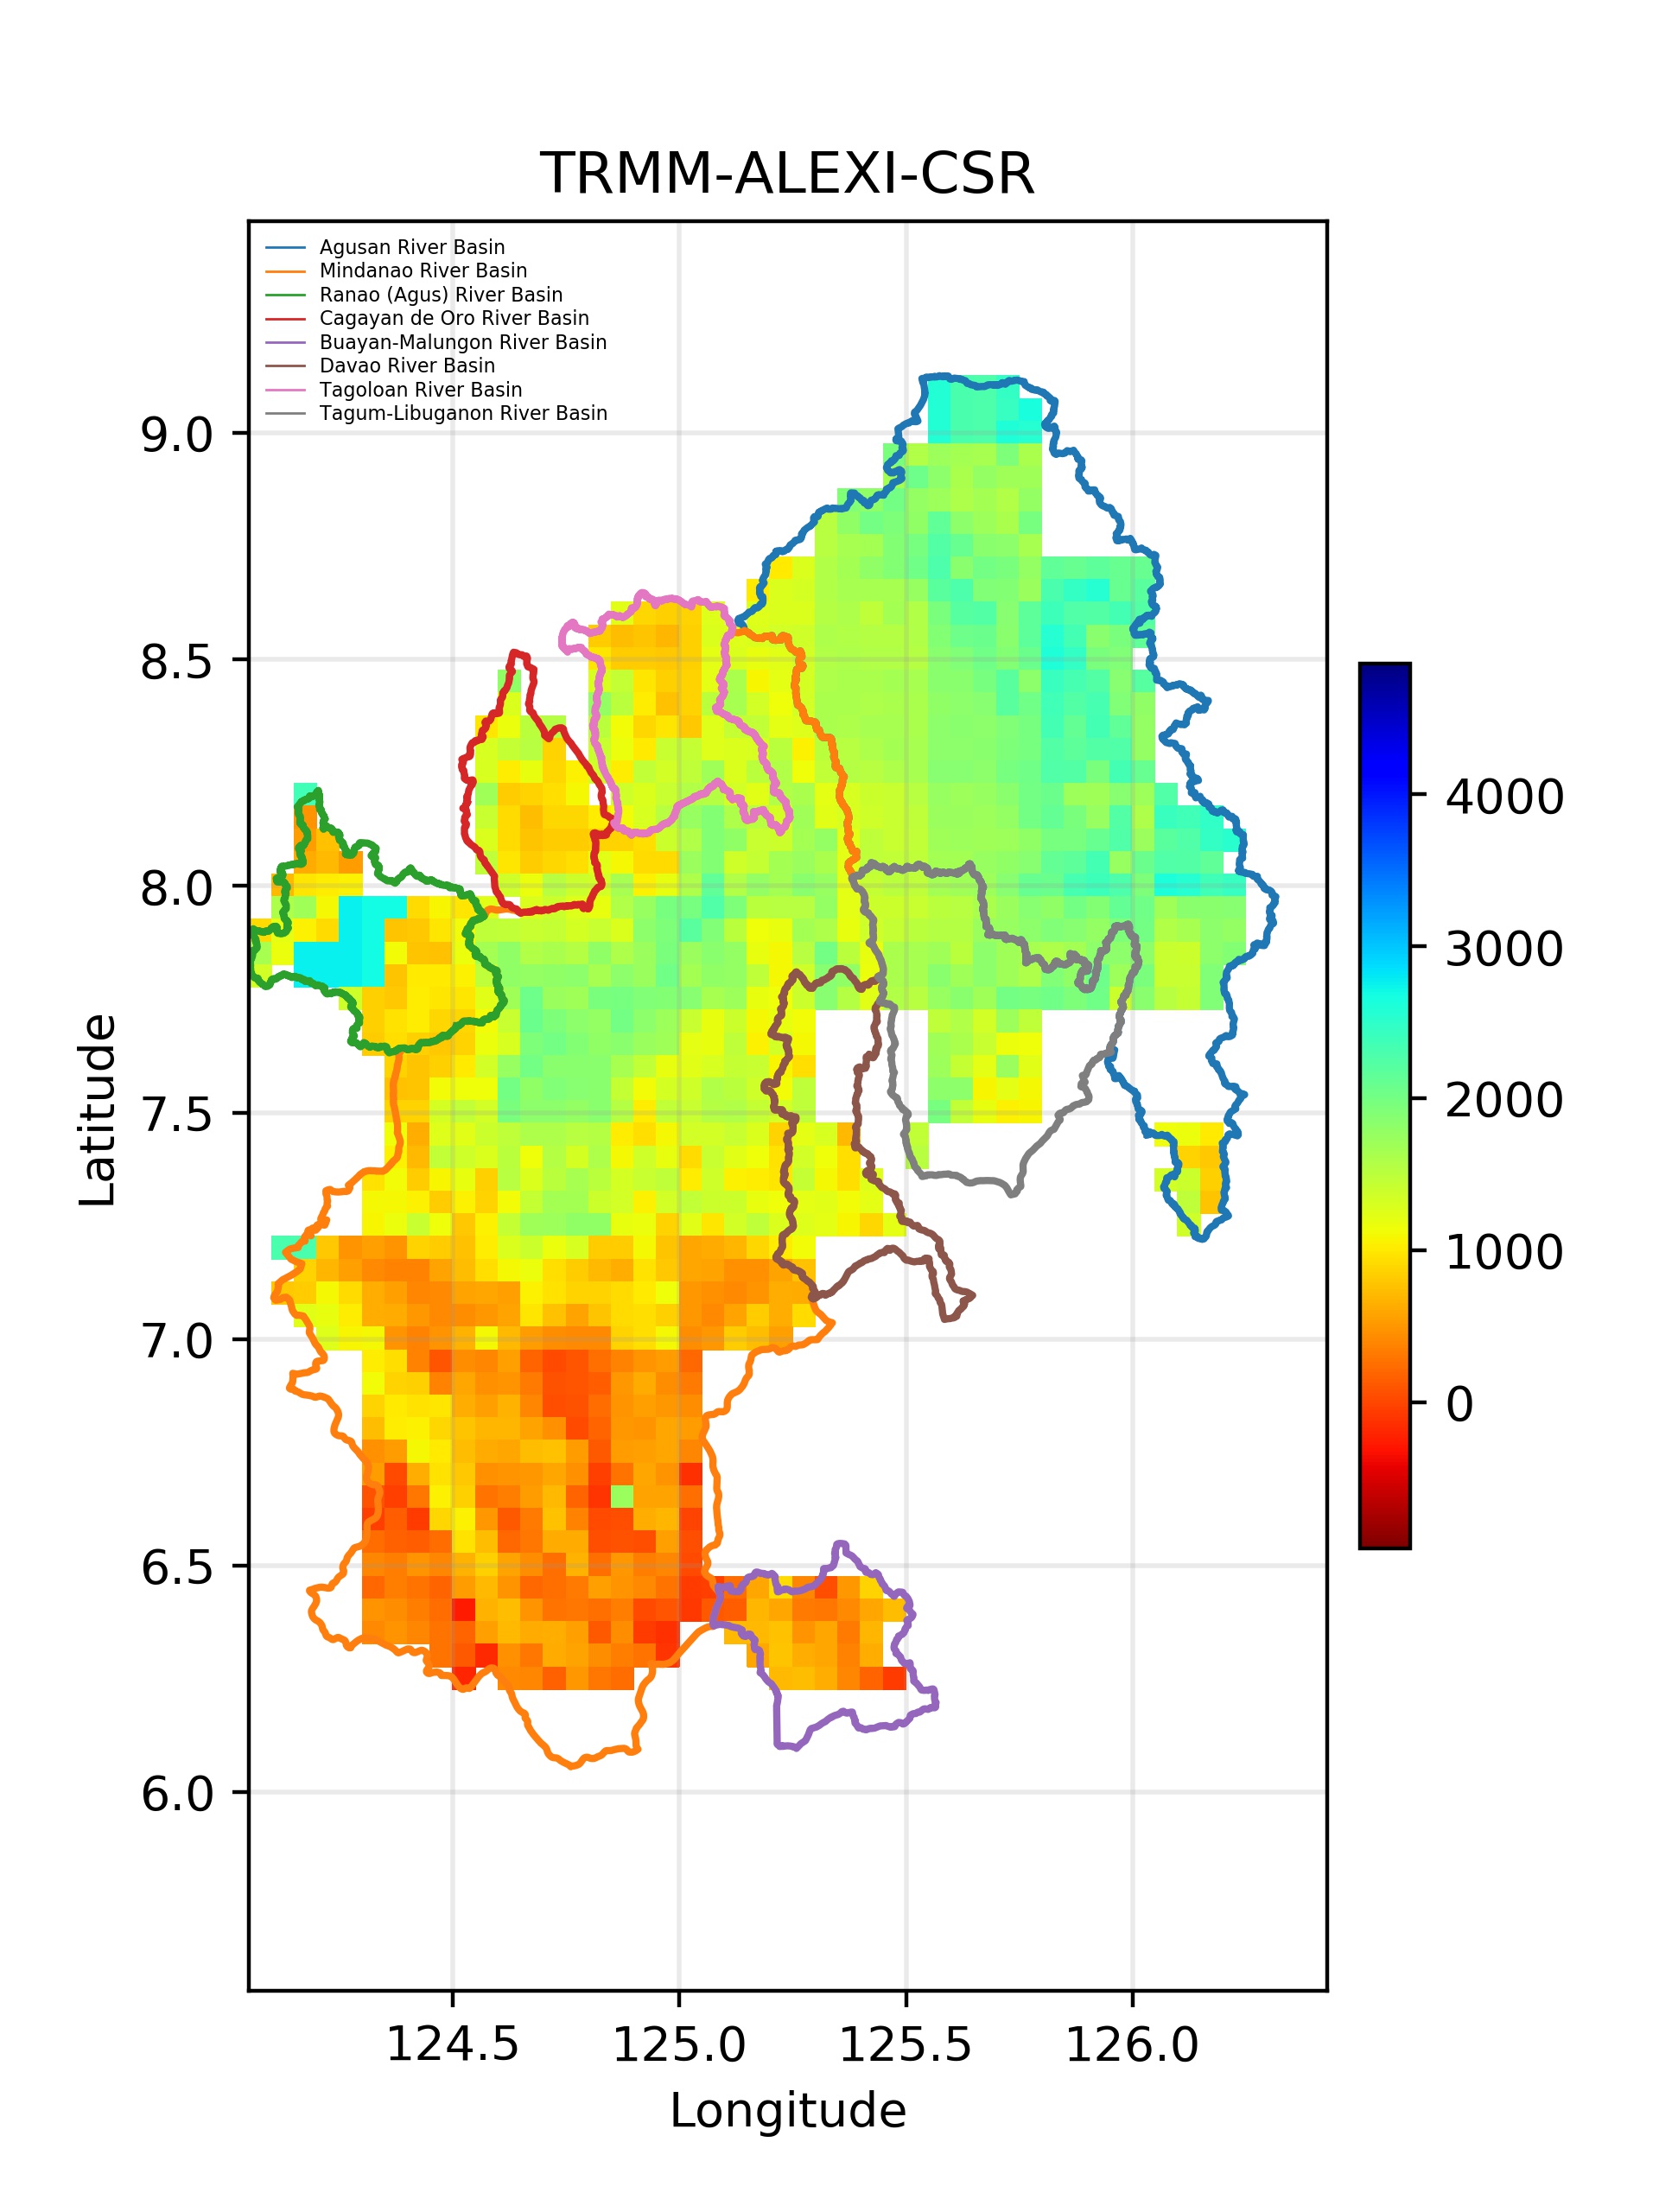 TRMM-ALEXI-CSR
Agusan River Basin
Mindanao River Basin
Ranao (Agus) River Basin
Cagayan de Oro River Basin
Buayan-Malungon River Basin
Davao River Basin
Tagoloan River Basin
Tagum-Libuganon River Basin
9.0
8.5
8.0
7.5
7.0
6.5
6.0
Latitude
124.5 125.0 125.5 126.0
Longitude
4000
3000
2000
1000
0